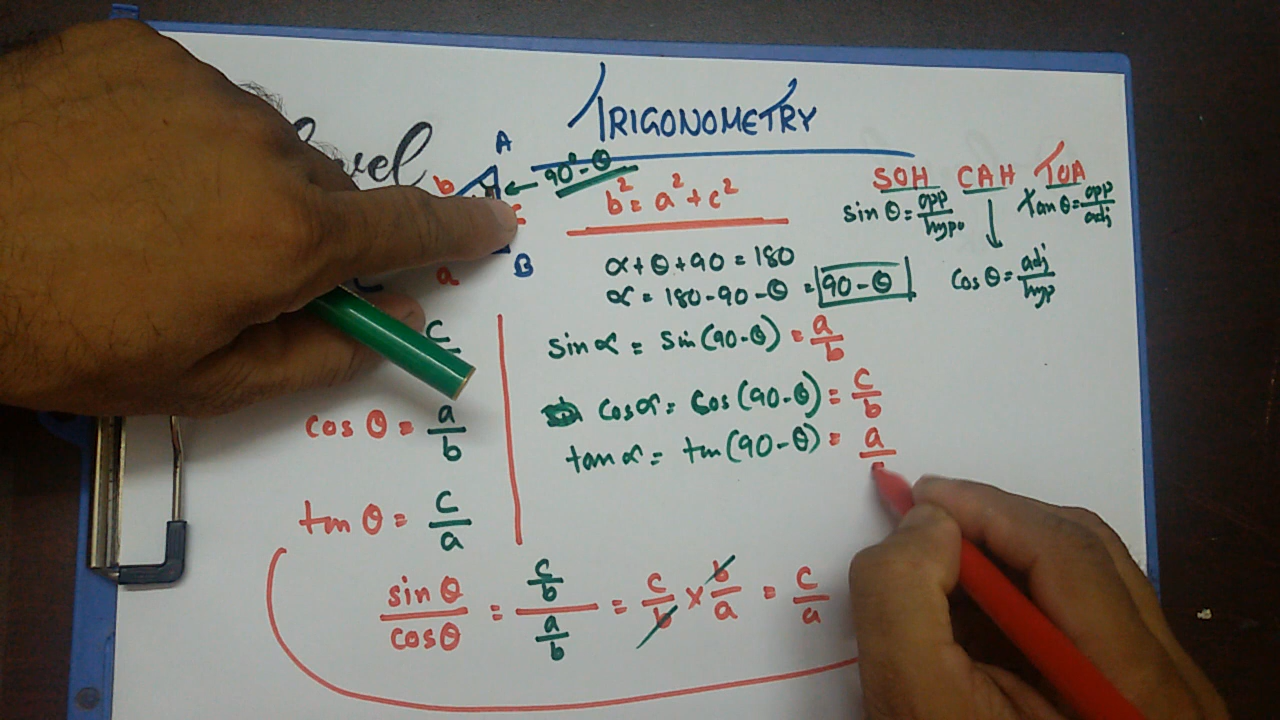 TRIGONOMETRY
A
b
90°-θ
b² = a² + c²
SOH CAH TOA
sin θ = opp/hypo
tan θ = opp/adj
cos θ = adj/hyp
B
a
α + θ + 90 = 180
α = 180 - 90 - θ = 90 - θ
sin α = sin(90-θ) = a/b
cos α = cos(90-θ) = c/b
tan α = tan(90-θ) = a
cos θ = a/b
tan θ = c/a
sin θ/cos θ = c/b / a/b = c/b × b/a = c/a